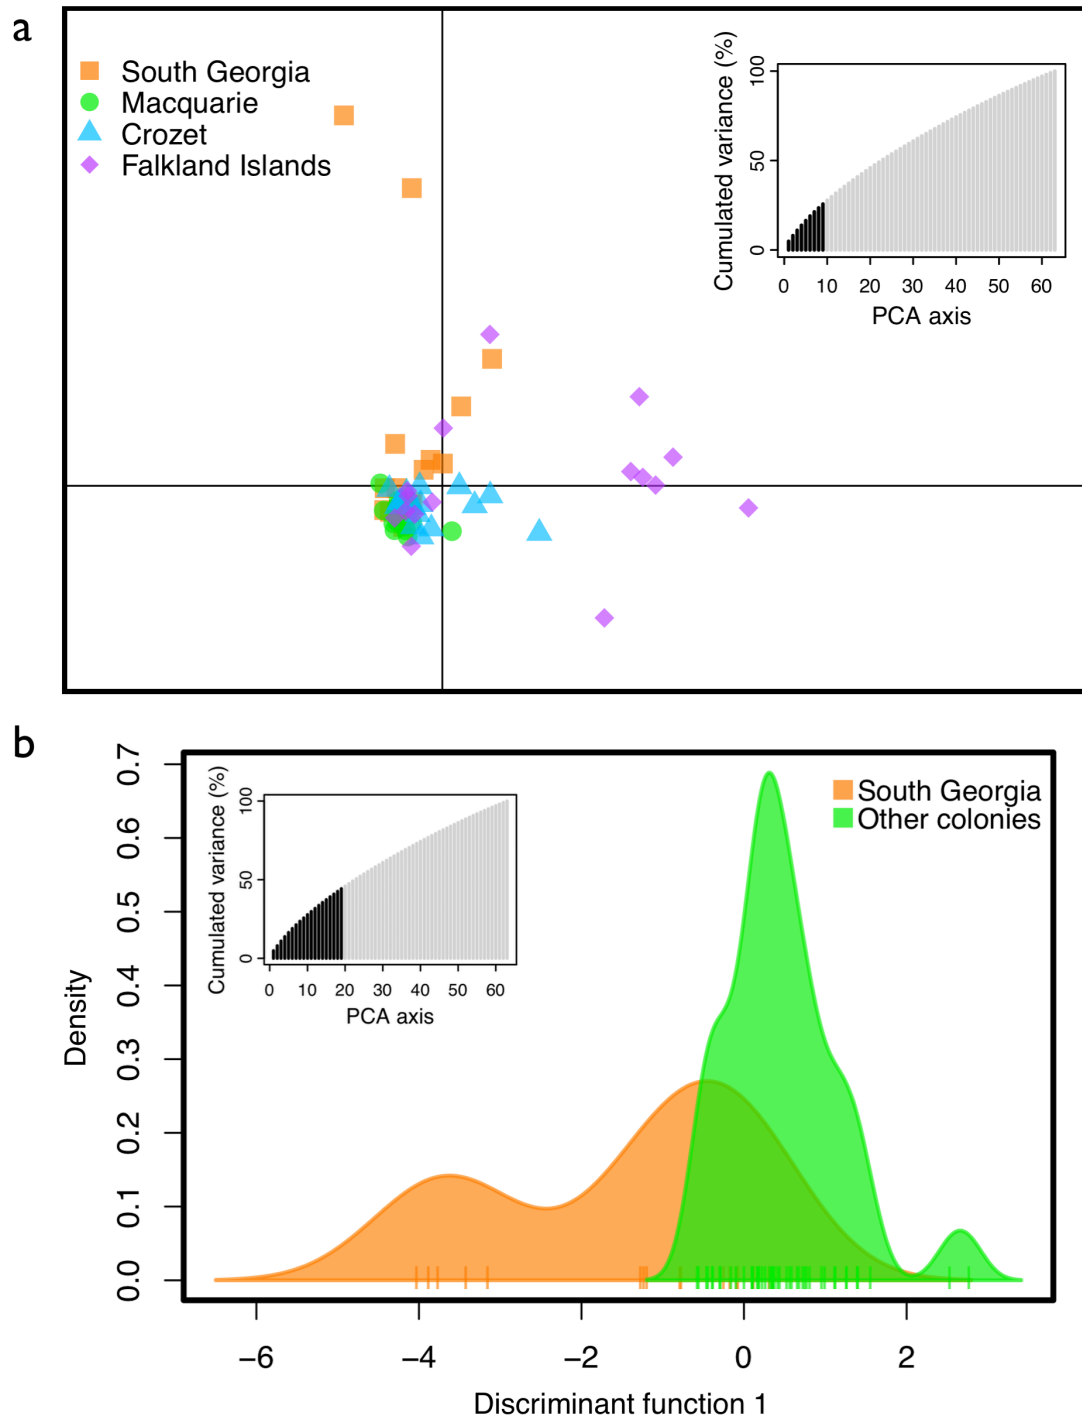 a
South Georgia
Macquarie
Crozet
Falkland Islands
Cumulated variance (%)
100
50
0
0 10 20 30 40 50 60
PCA axis
b
Density
0.7
0.6
0.5
0.4
0.3
0.2
0.1
0.0
Cumulated variance (%)
100
50
0
0 10 20 30 40 50 60
PCA axis
South Georgia
Other colonies
−6 −4 −2 0 2
Discriminant function 1